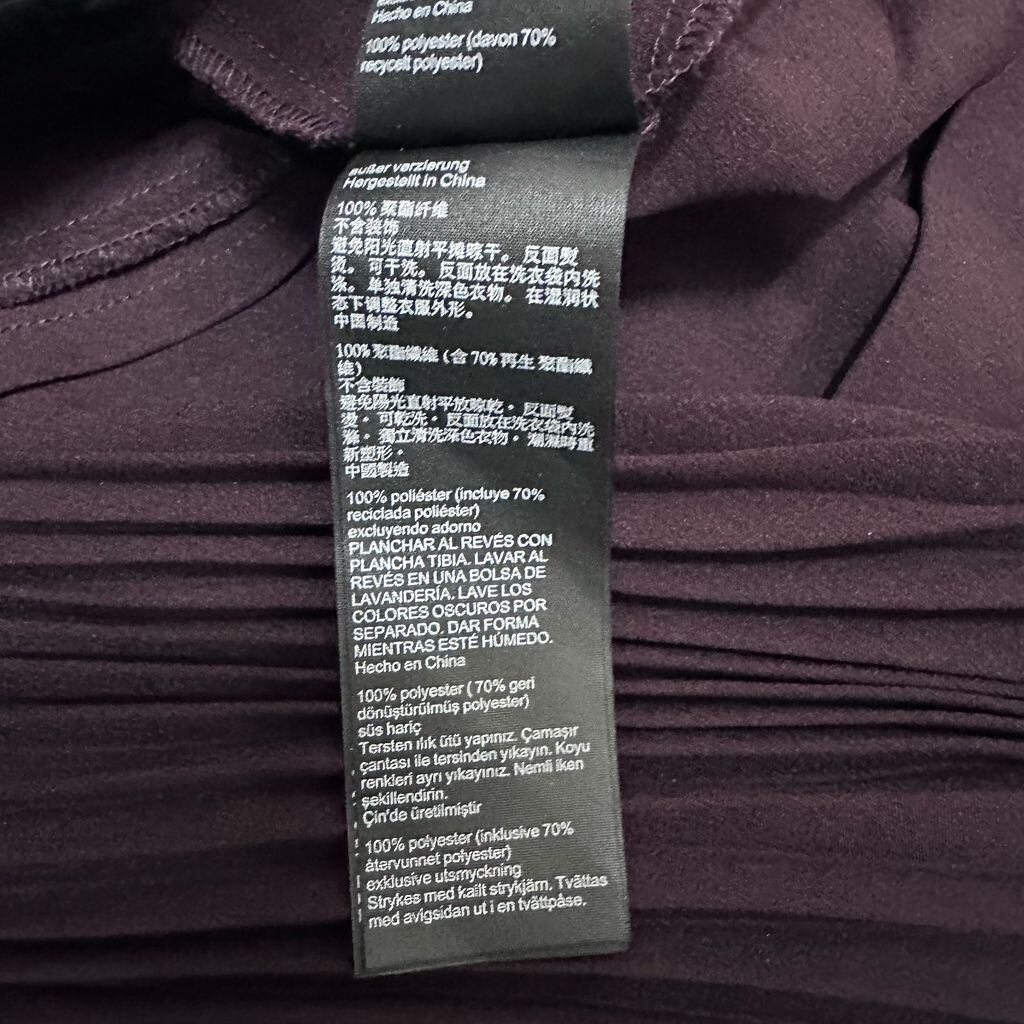 Hecho en China
100% polyester (davon 70%
recycelt polyester)
außer verzierung
Hergestellt in China
100% 聚酯纤维
不含装饰
避免阳光直射平摊晾干。反面熨
烫。可干洗。反面放在洗衣袋内洗
涤。单独清洗深色衣物。在湿润状
态下调整衣服外形。
中国制造
100% 聚酯纖維 (含 70% 再生 聚酯纖
維)
不含裝飾
避免陽光直射平放晾乾。反面熨
燙。可乾洗。反面放在洗衣袋內洗
滌。獨立清洗深色衣物。潮濕時重
新塑形。
中國製造
100% poliéster (incluye 70%
reciclada poliéster)
excluyendo adorno
PLANCHAR AL REVÉS CON
PLANCHA TIBIA. LAVAR AL
REVÉS EN UNA BOLSA DE
LAVANDERÍA. LAVE LOS
COLORES OSCUROS POR
SEPARADO. DAR FORMA
MIENTRAS ESTÉ HÚMEDO.
Hecho en China
100% polyester ( 70% geri
dönüştürülmüş polyester)
süs hariç
Tersten ılık ütü yapınız. Çamaşır
çantası ile tersinden yıkayın. Koyu
renkleri ayrı yıkayınız. Nemli iken
şekillendirin.
Çin'de üretilmiştir
100% polyester (inklusive 70%
återvunnet polyester)
exklusive utsmyckning
Strykes med kallt strykjärn. Tvättas
med avigsidan ut i en tvättpåse.